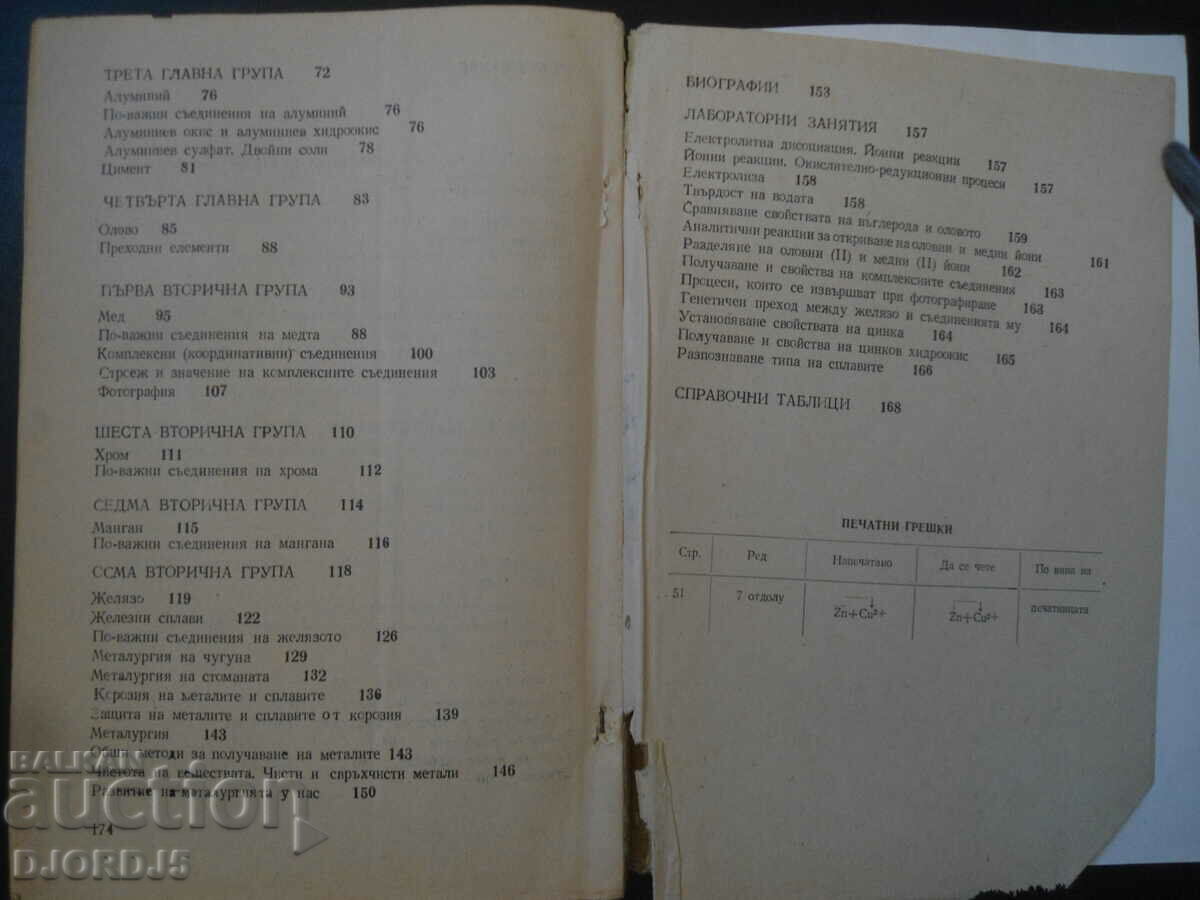 ТРЕТА ГЛАВНА ГРУПА 72
Алуминий 76
По-важни съединения на алуминий 76
Алуминиев окис и алуминиев хидроокис 76
Алуминиев сулфат. Двойни соли 78
Цимент 81
ЧЕТВЪРТА ГЛАВНА ГРУПА 83
Олово 85
Преходни елементи 88
ПЪРВА ВТОРИЧНА ГРУПА 93
Мед 95
По-важни съединения на медта 88
Комплексни (координативни) съединения 100
Строеж и значение на комплексните съединения 103
Фотография 107
ШЕСТА ВТОРИЧНА ГРУПА 110
Хром 111
По-важни съединения на хрома 112
СЕДМА ВТОРИЧНА ГРУПА 114
Манган 115
По-важни съединения на мангана 116
ОСМА ВТОРИЧНА ГРУПА 118
Желязо 119
Железни сплави 122
По-важни съединения на желязото 126
Металургия на чугуна 129
Металургия на стоманата 132
Корозия на металите и сплавите 136
Защита на металите и сплавите от корозия 139
Металургия 143
Общи методи за получаване на металите 143
Чистота на веществата. Чисти и свръхчисти метали 146
Развитие на металургията у нас 150
174
БИОГРАФИИ 153
ЛАБОРАТОРНИ ЗАНЯТИЯ 157
Електролитна дисоциация. Йонни реакции 157
Йонни реакции. Окислително-редукционни процеси 157
Електролиза 158
Твърдост на водата 158
Сравняване свойствата на въглерода и оловото 159
Аналитични реакции за откриване на оловни и медни йони 161
Разделяне на оловни (II) и медни (II) йони 162
Получаване и свойства на комплексните съединения 163
Процеси, които се извършват при фотографиране 163
Генетичен преход между желязо и съединенията му 164
Установяване свойствата на цинка 164
Получаване и свойства на цинков хидроокис 165
Разпознаване типа на сплавите 166
СПРАВОЧНИ ТАБЛИЦИ 168
ПЕЧАТНИ ГРЕШКИ
Стр. Ред Напечатано Да се чете По вина на
51 7 отдолу Zn+Cu²+ Zn+Cu²+ печатницата
BALKAN
auction
DJORDJ5